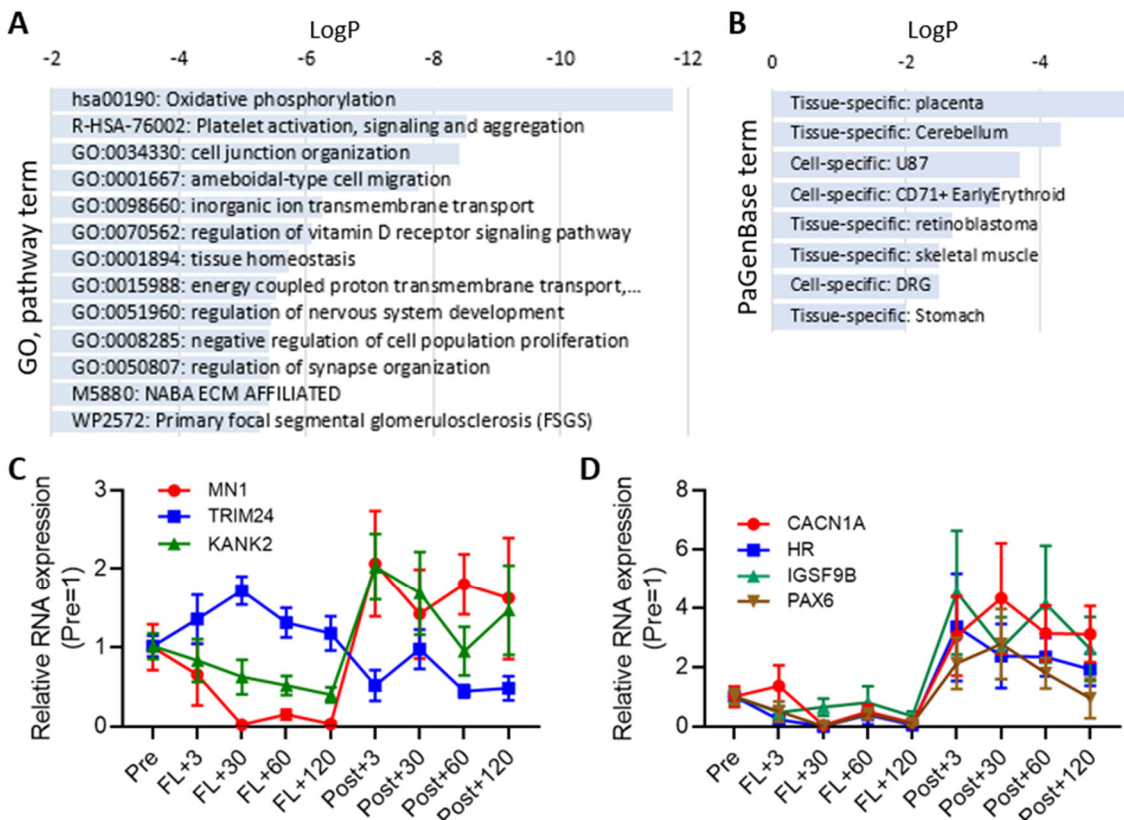 A
LogP
-2 -4 -6 -8 -10 -12
GO, pathway term
hsa00190: Oxidative phosphorylation
R-HSA-76002: Platelet activation, signaling and aggregation
GO:0034330: cell junction organization
GO:0001667: ameboidal-type cell migration
GO:0098660: inorganic ion transmembrane transport
GO:0070562: regulation of vitamin D receptor signaling pathway
GO:0001894: tissue homeostasis
GO:0015988: energy coupled proton transmembrane transport,...
GO:0051960: regulation of nervous system development
GO:0008285: negative regulation of cell population proliferation
GO:0050807: regulation of synapse organization
M5880: NABA ECM AFFILIATED
WP2572: Primary focal segmental glomerulosclerosis (FSGS)
B
LogP
0 -2 -4
PaGenBase term
Tissue-specific: placenta
Tissue-specific: Cerebellum
Cell-specific: U87
Cell-specific: CD71+ EarlyErythroid
Tissue-specific: retinoblastoma
Tissue-specific: skeletal muscle
Cell-specific: DRG
Tissue-specific: Stomach
C
Relative RNA expression
(Pre=1)
3
2
1
0
MN1
TRIM24
KANK2
Pre
FL+3
FL+30
FL+60
FL+120
Post+3
Post+30
Post+60
Post+120
D
Relative RNA expression
(Pre=1)
8
6
4
2
0
CACN1A
HR
IGSF9B
PAX6
Pre
FL+3
FL+30
FL+60
FL+120
Post+3
Post+30
Post+60
Post+120